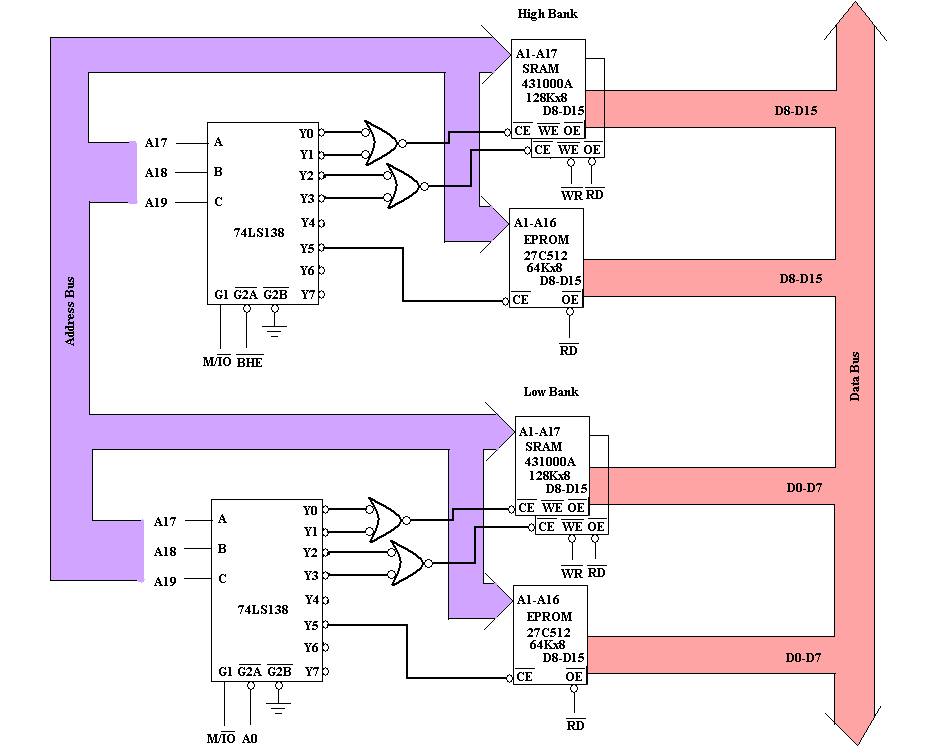 High Bank
A1-A17
SRAM
431000A
128Kx8
D8-D15
CE WE OE
CE WE OE
WR RD
D8-D15
A17
A18
A19
A
B
C
74LS138
Y0
Y1
Y2
Y3
Y4
Y5
Y6
Y7
G1 G2A G2B
M/IO BHE
A1-A16
EPROM
27C512
64Kx8
D8-D15
CE OE
RD
D8-D15
Address Bus
Data Bus
Low Bank
A1-A17
SRAM
431000A
128Kx8
D8-D15
CE WE OE
CE WE OE
WR RD
D0-D7
A17
A18
A19
A
B
C
74LS138
Y0
Y1
Y2
Y3
Y4
Y5
Y6
Y7
G1 G2A G2B
M/IO A0
A1-A16
EPROM
27C512
64Kx8
D8-D15
CE OE
RD
D0-D7